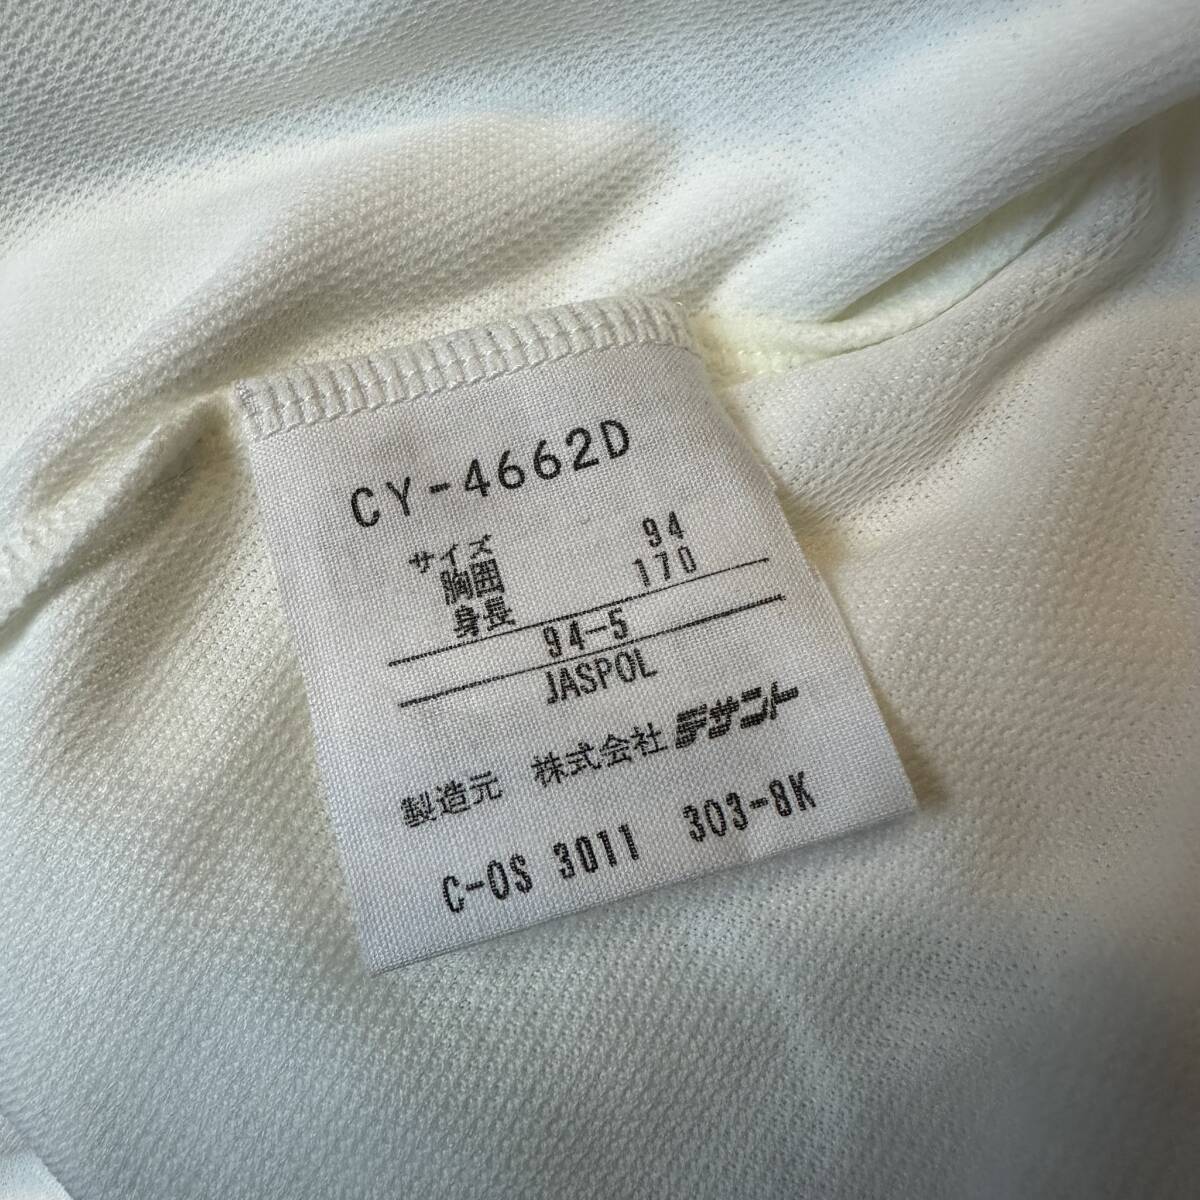 CY-4662D
サイズ
胸囲 94
身長 170
94-5
JASPOL
製造元 株式会社デサント
C-OS 3011 303-8K